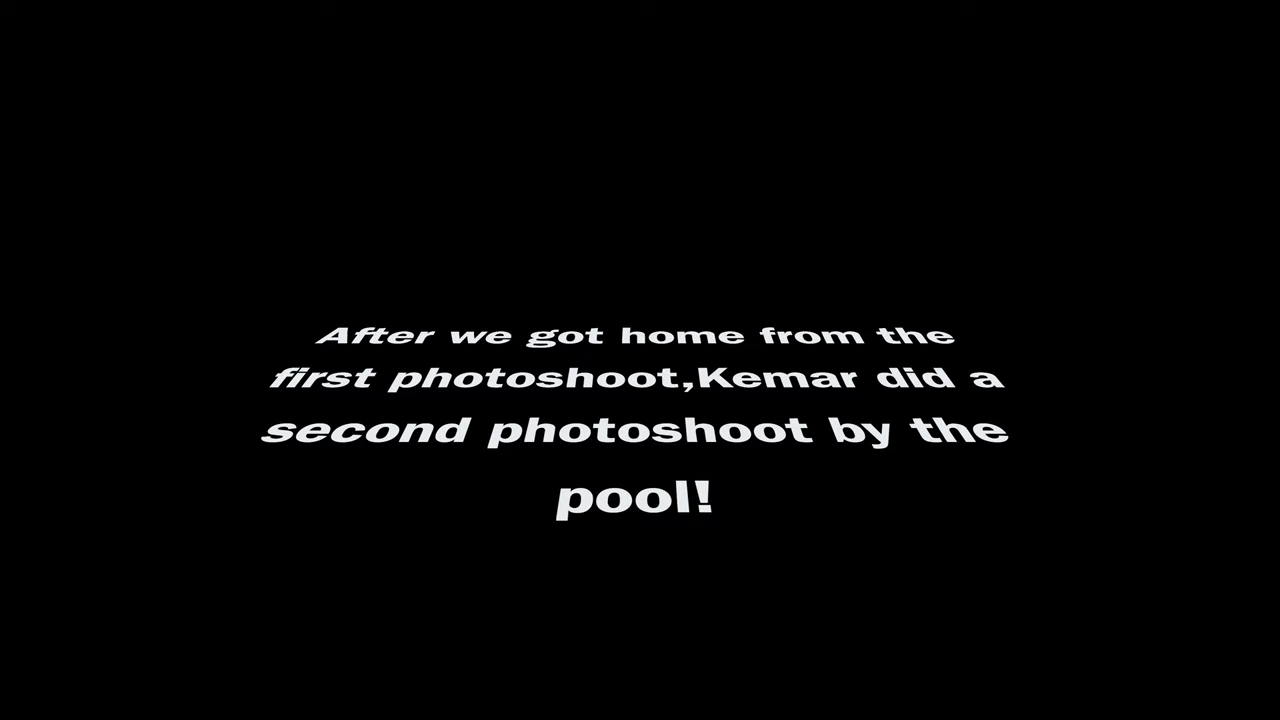 After we got home from the
first photoshoot,Kemar did a
second photoshoot by the
pool!